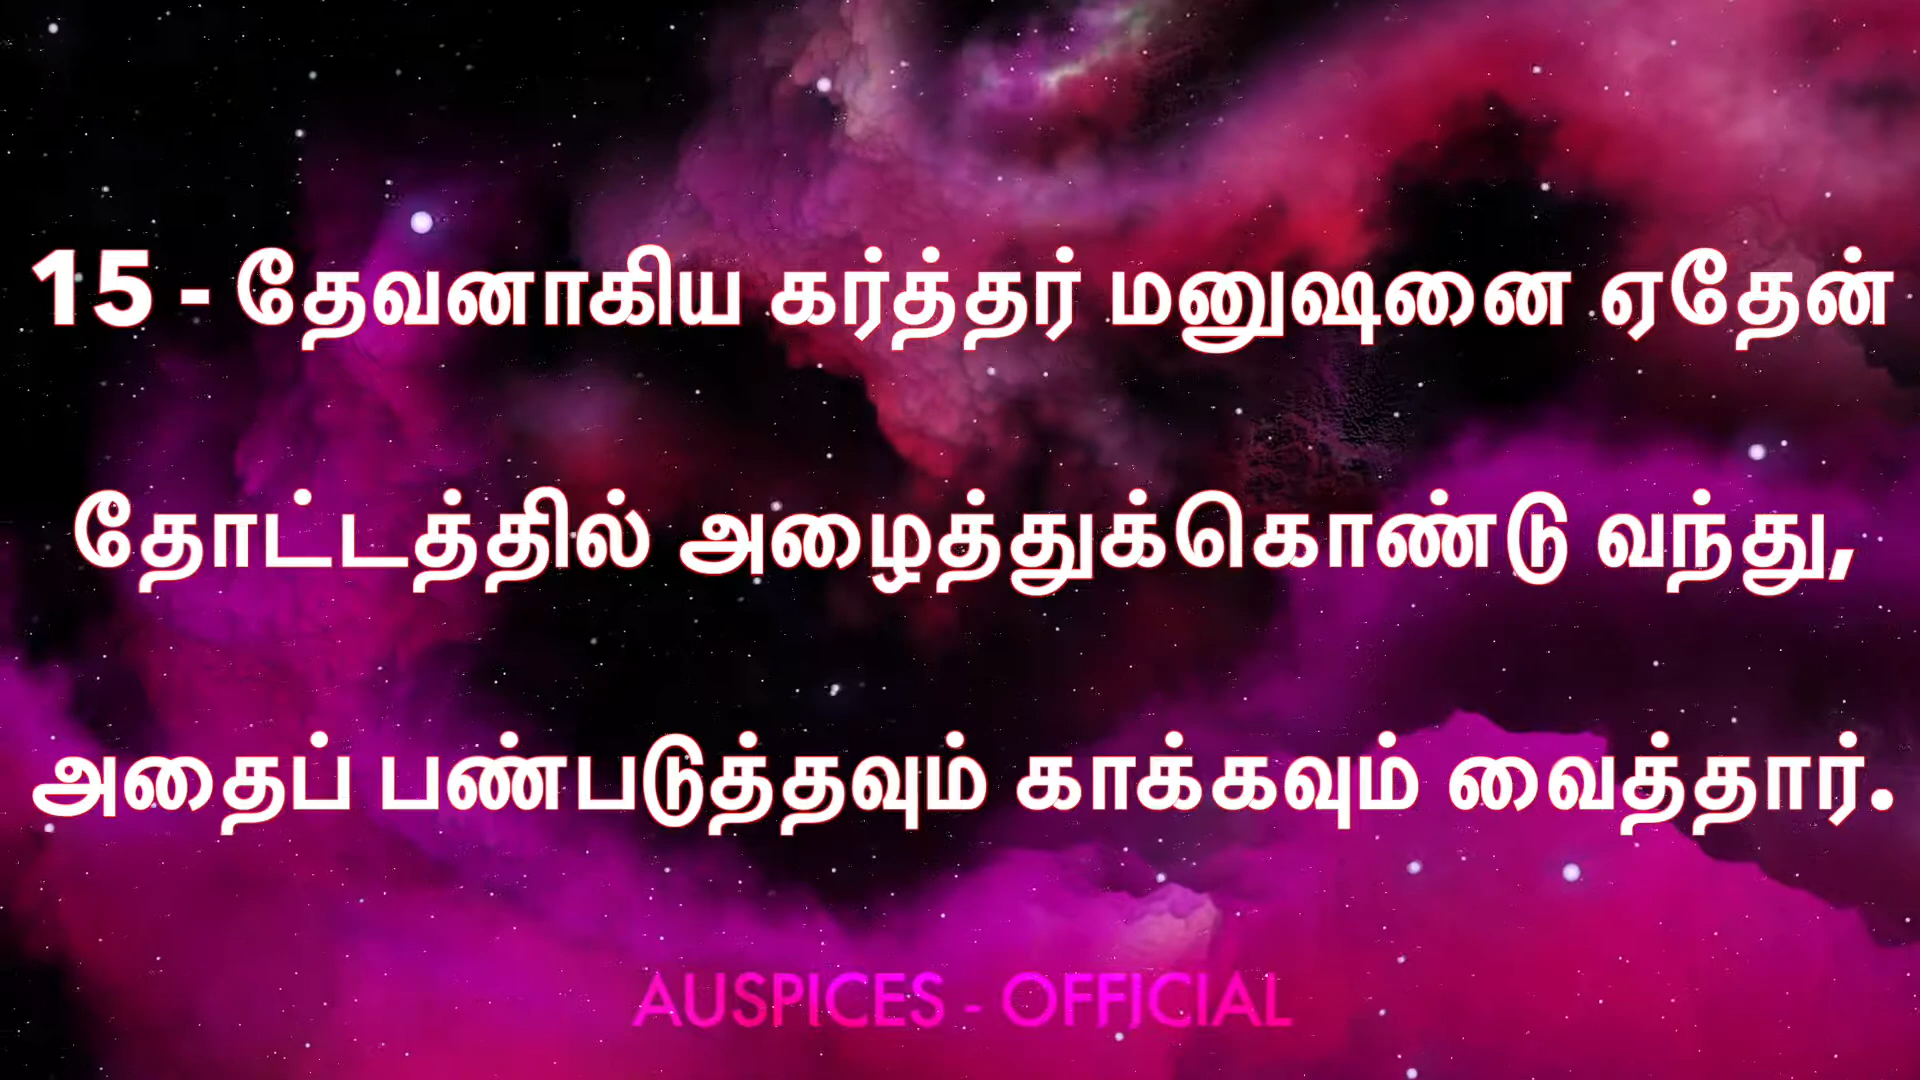 15 - தேவனாகிய கர்த்தர் மனுஷனை ஏதேன்
தோட்டத்தில் அழைத்துக்கொண்டு வந்து,
அதைப் பண்படுத்தவும் காக்கவும் வைத்தார்.
AUSPICES - OFFICIAL